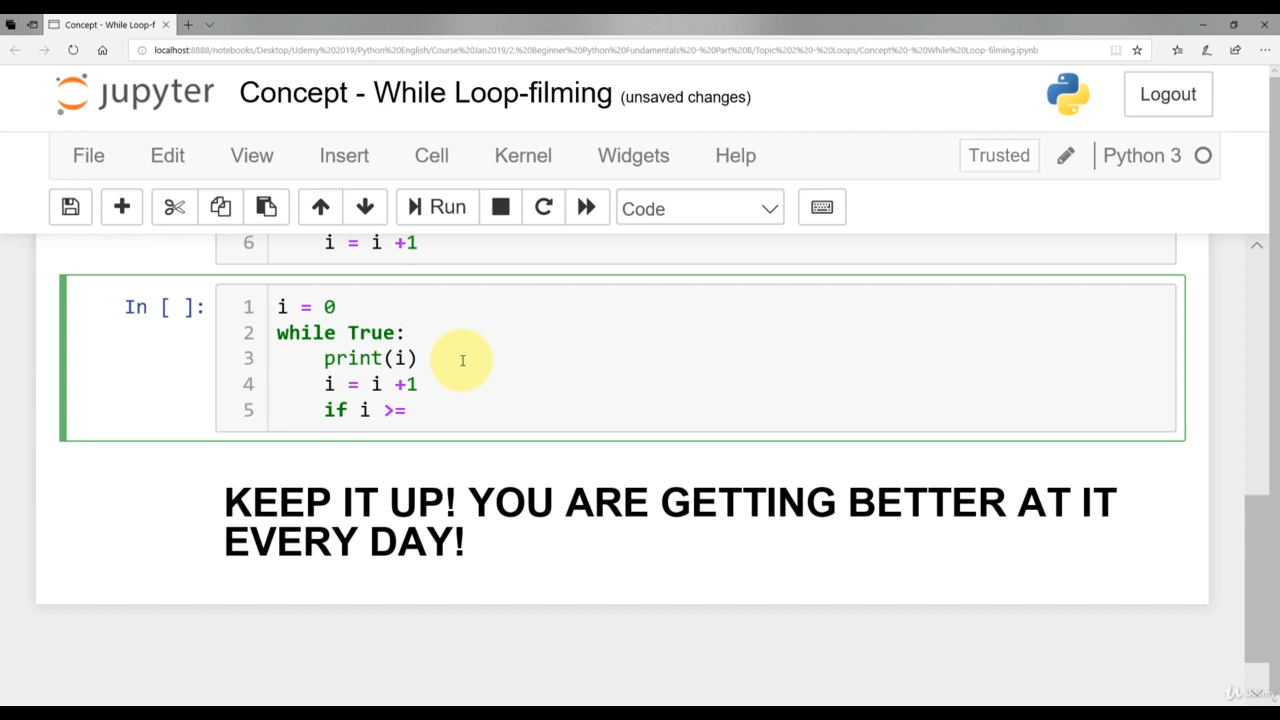 Concept - While Loop-f
localhost:8888/notebooks/Desktop/Udemy%202019/Python%20English/Course%20Jan2019/2.%20Beginner%20Python%20Fundamentals%20-%20Part%20B/Topic%202%20-%20Loops/Concept%20-%20While%20Loop-filming.ipynb
jupyter Concept - While Loop-filming (unsaved changes) Logout
File Edit View Insert Cell Kernel Widgets Help Trusted Python 3
Run Code
6 i = i +1
In [ ]: 1 i = 0
2 while True:
3 print(i)
4 i = i +1
5 if i >=
KEEP IT UP! YOU ARE GETTING BETTER AT IT
EVERY DAY!
Udemy